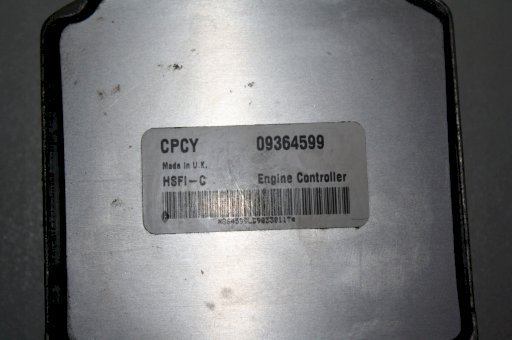 CPCY 09364599
Made in U.K.
HSFI-C Engine Controller